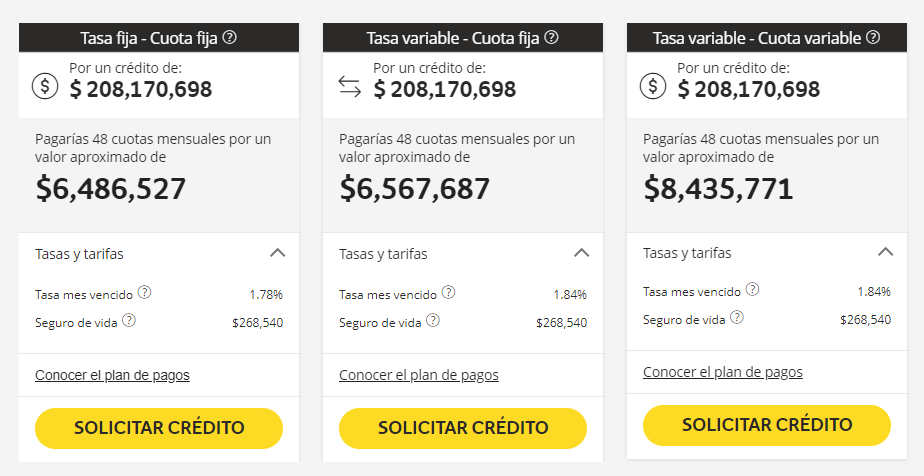 Tasa fija - Cuota fija ?
Por un crédito de:
$ 208,170,698
Pagarías 48 cuotas mensuales por un
valor aproximado de
$6,486,527
Tasas y tarifas
Tasa mes vencido ? 1.78%
Seguro de vida ? $268,540
Conocer el plan de pagos
SOLICITAR CRÉDITO
Tasa variable - Cuota fija ?
Por un crédito de:
$ 208,170,698
Pagarías 48 cuotas mensuales por un
valor aproximado de
$6,567,687
Tasas y tarifas
Tasa mes vencido ? 1.84%
Seguro de vida ? $268,540
Conocer el plan de pagos
SOLICITAR CRÉDITO
Tasa variable - Cuota variable ?
Por un crédito de:
$ 208,170,698
Pagarías 48 cuotas mensuales por un
valor aproximado de
$8,435,771
Tasas y tarifas
Tasa mes vencido ? 1.84%
Seguro de vida ? $268,540
Conocer el plan de pagos
SOLICITAR CRÉDITO